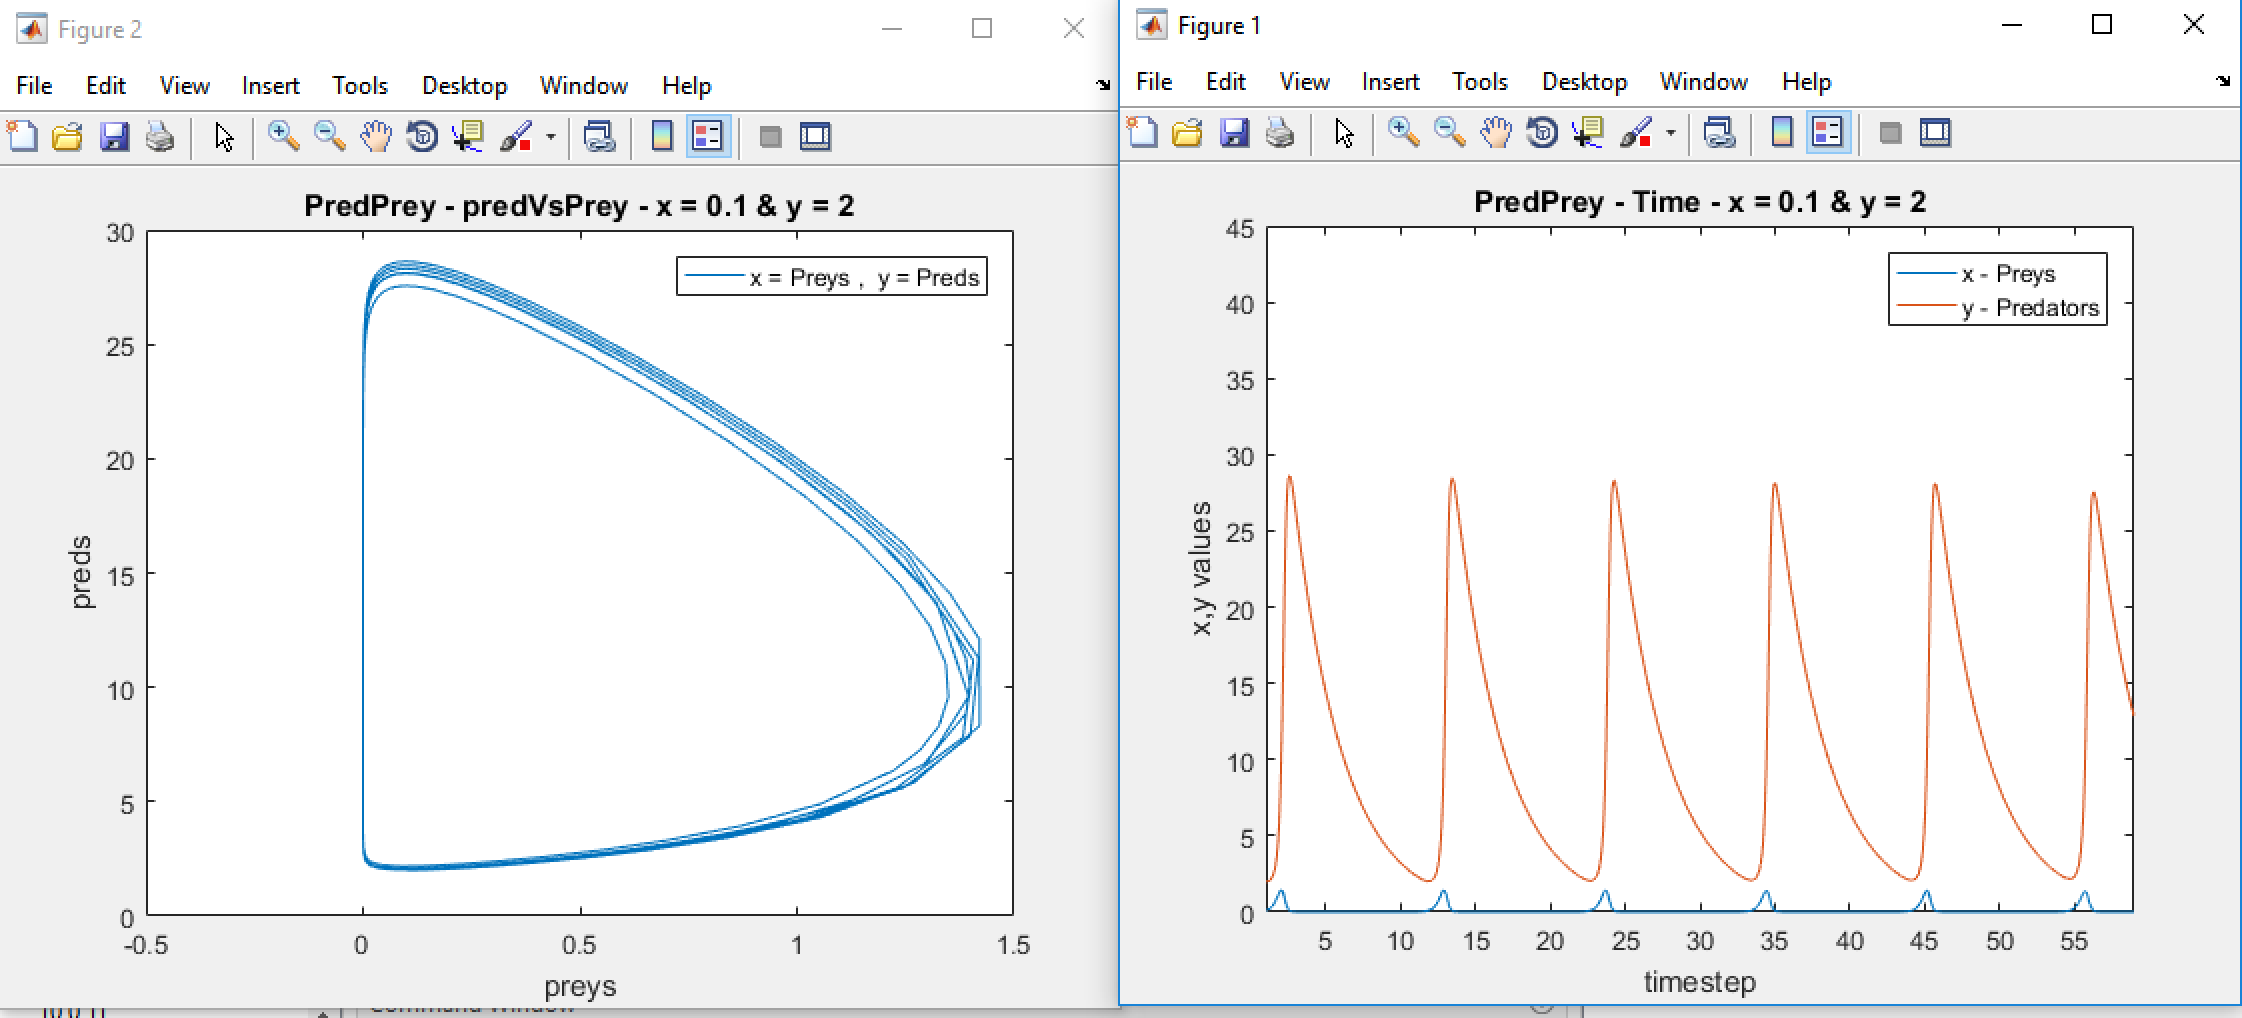 Figure 2
File Edit View Insert Tools Desktop Window Help
PredPrey - predVsPrey - x = 0.1 & y = 2
30
25
20
15
10
5
0
preds
x = Preys , y = Preds
-0.5 0 0.5 1 1.5
preys
Figure 1
File Edit View Insert Tools Desktop Window Help
PredPrey - Time - x = 0.1 & y = 2
45
40
35
30
25
20
15
10
5
0
x,y values
x - Preys
y - Predators
5 10 15 20 25 30 35 40 45 50 55
timestep
Command Window